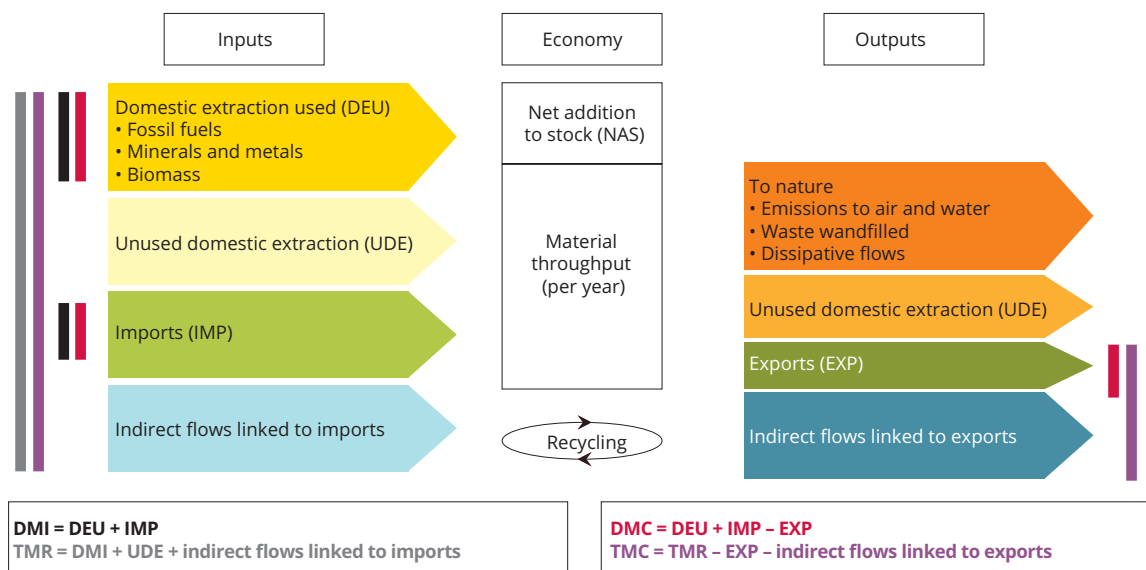 Inputs
Economy
Outputs
Domestic extraction used (DEU)
• Fossil fuels
• Minerals and metals
• Biomass
Unused domestic extraction (UDE)
Imports (IMP)
Indirect flows linked to imports
Net addition
to stock (NAS)
Material
throughput
(per year)
Recycling
To nature
• Emissions to air and water
• Waste wandfilled
• Dissipative flows
Unused domestic extraction (UDE)
Exports (EXP)
Indirect flows linked to exports
DMI = DEU + IMP
TMR = DMI + UDE + indirect flows linked to imports
DMC = DEU + IMP – EXP
TMC = TMR – EXP – indirect flows linked to exports